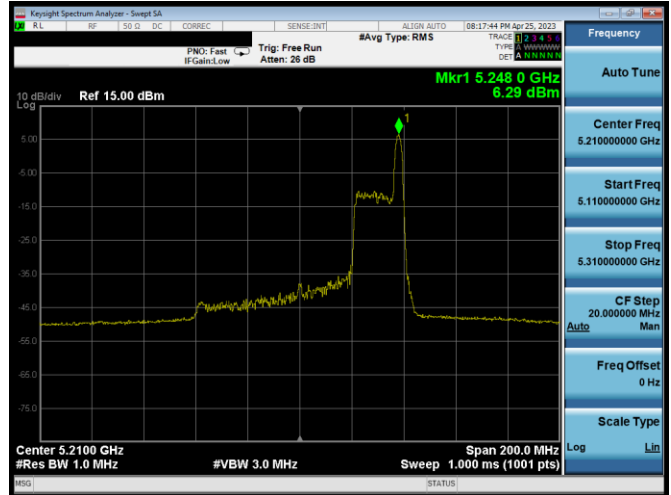 Keysight Spectrum Analyzer - Swept SA
LXI RL RF 50 Ω DC CORREC SENSE:INT ALIGN AUTO 08:17:44 PM Apr 25, 2023
#Avg Type: RMS
TRACE 1 2 3 4 5 6
PNO: Fast Trig: Free Run TYPE A WWWWW
IFGain:Low Atten: 26 dB DET A N N N N N
Mkr1 5.248 0 GHz
6.29 dBm
10 dB/div Ref 15.00 dBm
Log
1
5.00
-5.00
-15.0
-25.0
-35.0
-45.0
-55.0
-65.0
-75.0
Center 5.2100 GHz Span 200.0 MHz
#Res BW 1.0 MHz #VBW 3.0 MHz Sweep 1.000 ms (1001 pts)
MSG STATUS
Frequency
Auto Tune
Center Freq
5.210000000 GHz
Start Freq
5.110000000 GHz
Stop Freq
5.310000000 GHz
CF Step
20.000000 MHz
Auto Man
Freq Offset
0 Hz
Scale Type
Log Lin